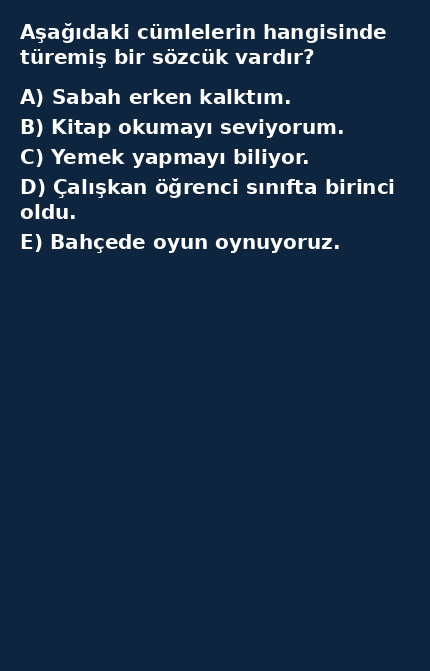 Aşağıdaki cümlelerin hangisinde
türemiş bir sözcük vardır?
A) Sabah erken kalktım.
B) Kitap okumayı seviyorum.
C) Yemek yapmayı biliyor.
D) Çalışkan öğrenci sınıfta birinci
oldu.
E) Bahçede oyun oynuyoruz.